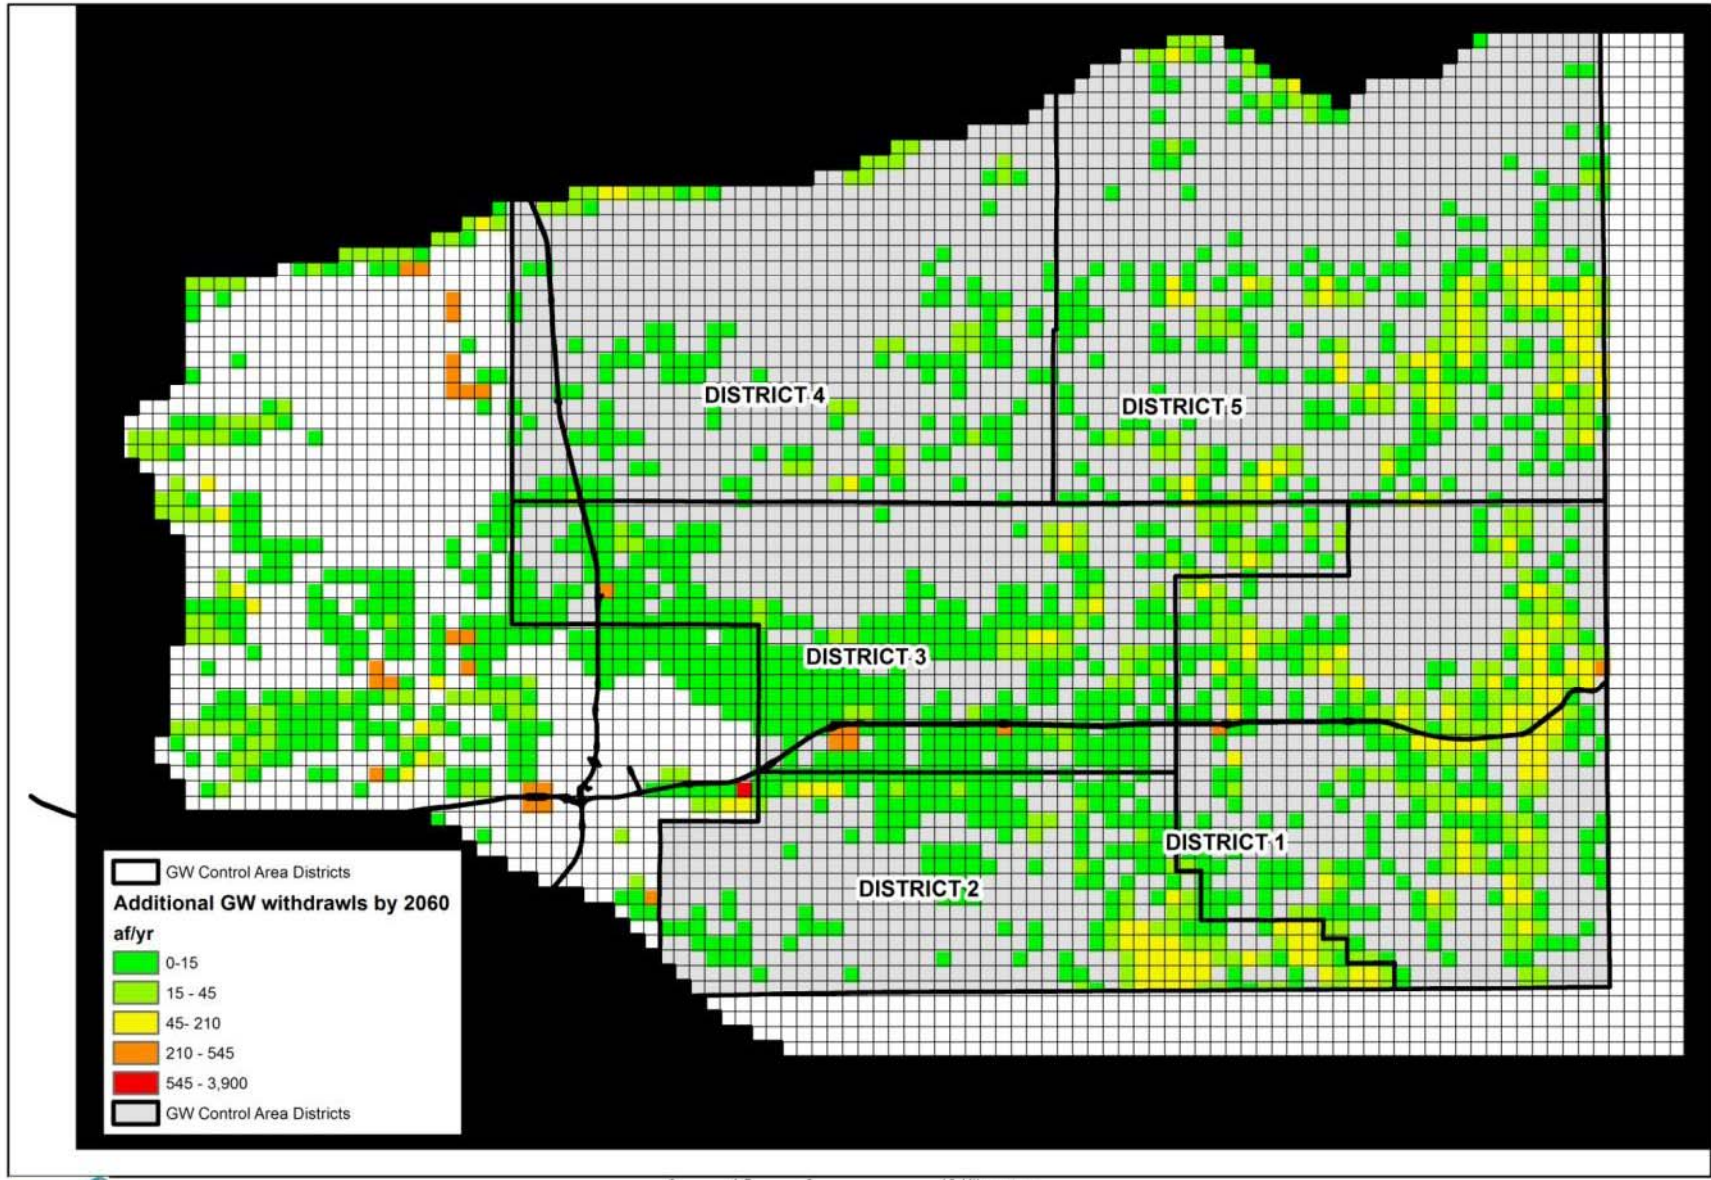 DISTRICT 4
DISTRICT 5
DISTRICT 3
DISTRICT 1
DISTRICT 2
GW Control Area Districts
Additional GW withdrawls by 2060
af/yr
0-15
15 - 45
45- 210
210 - 545
545 - 3,900
GW Control Area Districts